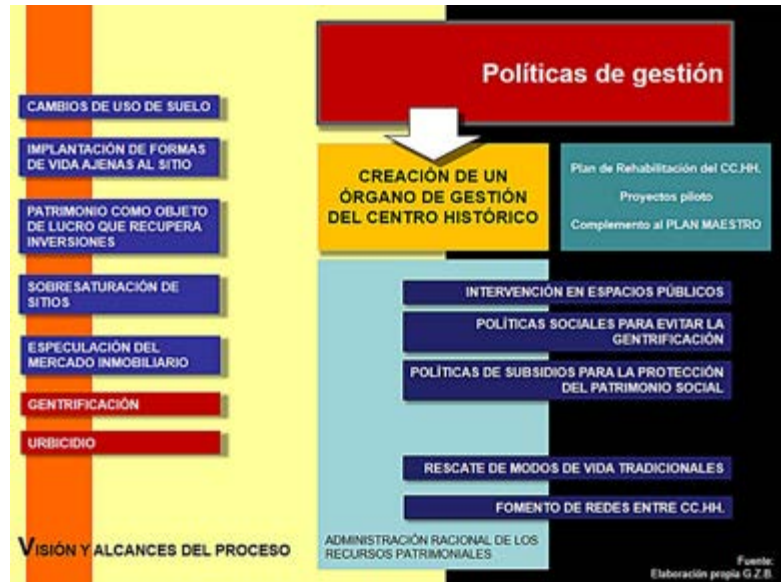 Políticas de gestión
CAMBIOS DE USO DE SUELO
IMPLANTACIÓN DE FORMAS
DE VIDA AJENAS AL SITIO
PATRIMONIO COMO OBJETO
DE LUCRO QUE RECUPERA
INVERSIONES
SOBRESATURACIÓN DE
SITIOS
ESPECULACIÓN DEL
MERCADO INMOBILIARIO
GENTRIFICACIÓN
URBICIDIO
VISIÓN Y ALCANCES DEL PROCESO
CREACIÓN DE UN
ÓRGANO DE GESTIÓN
DEL CENTRO HISTÓRICO
Plan de Rehabilitación del CC.HH.
Proyectos piloto
Complemento al PLAN MAESTRO
INTERVENCIÓN EN ESPACIOS PÚBLICOS
POLÍTICAS SOCIALES PARA EVITAR LA
GENTRIFICACIÓN
POLÍTICAS DE SUBSIDIOS PARA LA PROTECCIÓN
DEL PATRIMONIO SOCIAL
RESCATE DE MODOS DE VIDA TRADICIONALES
FOMENTO DE REDES ENTRE CC.HH.
ADMINISTRACIÓN RACIONAL DE LOS
RECURSOS PATRIMONIALES
Fuente:
Elaboración propia G.Z.B.